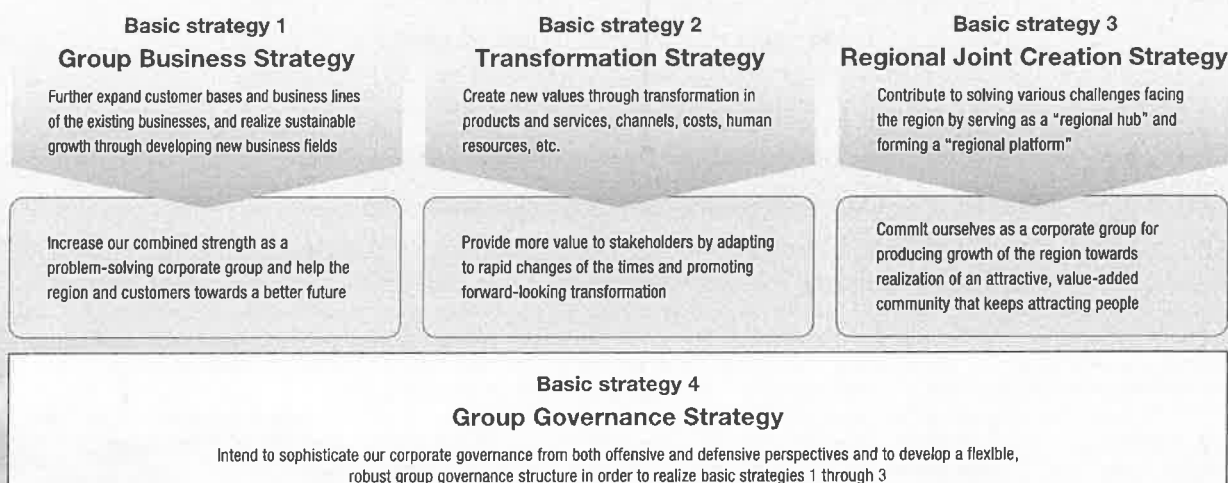 Basic strategy 1
Group Business Strategy
Further expand customer bases and business lines
of the existing businesses, and realize sustainable
growth through developing new business fields
Increase our combined strength as a
problem-solving corporate group and help the
region and customers towards a better future
Basic strategy 2
Transformation Strategy
Create new values through transformation in
products and services, channels, costs, human
resources, etc.
Provide more value to stakeholders by adapting
to rapid changes of the times and promoting
forward-looking transformation
Basic strategy 3
Regional Joint Creation Strategy
Contribute to solving various challenges facing
the region by serving as a “regional hub” and
forming a “regional platform”
Commit ourselves as a corporate group for
producing growth of the region towards
realization of an attractive, value-added
community that keeps attracting people
Basic strategy 4
Group Governance Strategy
Intend to sophisticate our corporate governance from both offensive and defensive perspectives and to develop a flexible,
robust group governance structure in order to realize basic strategies 1 through 3